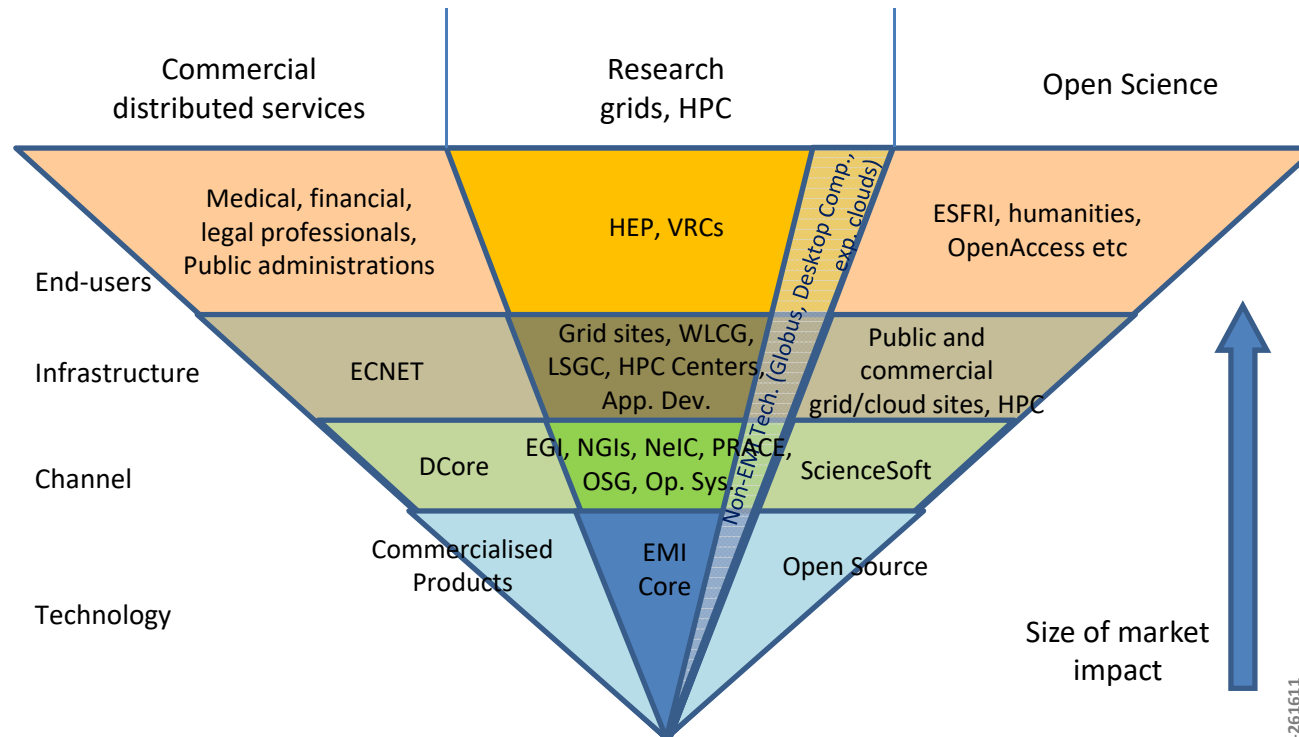 Commercial
distributed services
Research
grids, HPC
Open Science
Medical, financial,
legal professionals,
Public administrations
HEP, VRCs
Non-EMI Tech. (Globus, Desktop Comp.,
exp. clouds)
ESFRI, humanities,
OpenAccess etc
End-users
Infrastructure
ECNET
Grid sites, WLCG,
LSGC, HPC Centers,
App. Dev.
Public and
commercial
grid/cloud sites, HPC
Channel
DCore
EGI, NGIs, NeIC, PRACE,
OSG, Op. Sys.
ScienceSoft
Technology
Commercialised
Products
EMI
Core
Open Source
Size of market
impact
-261611